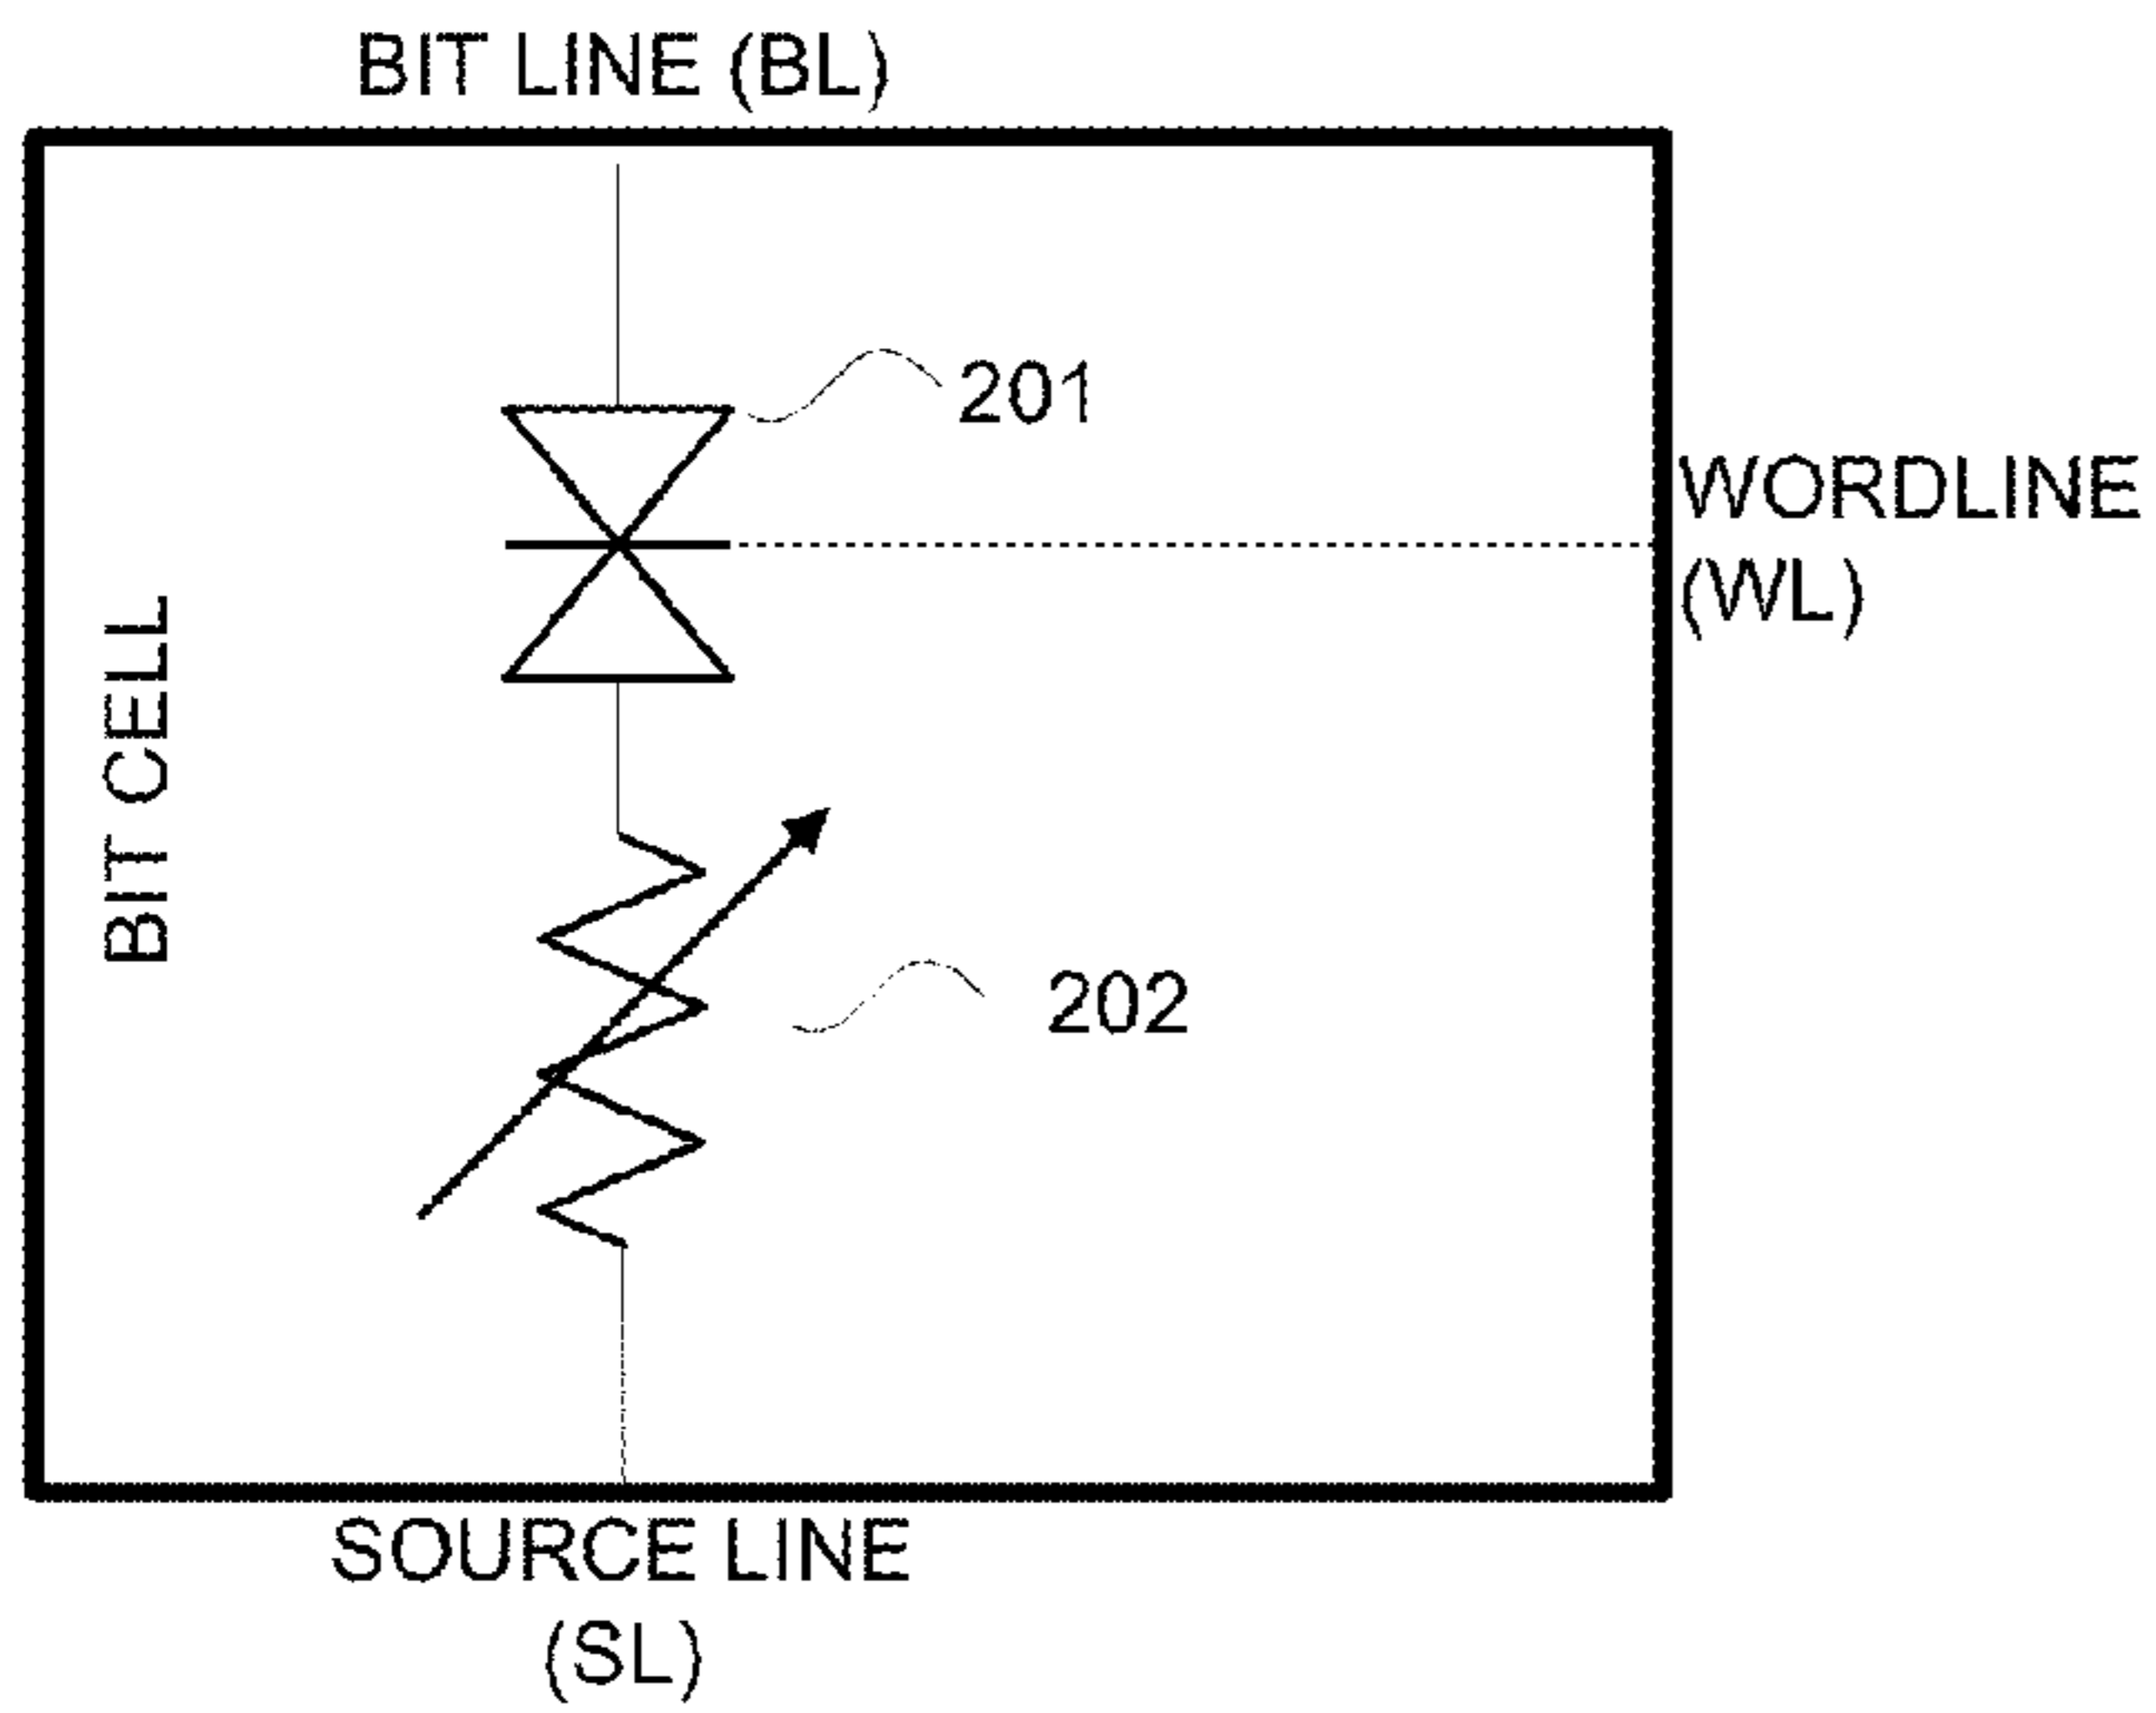 BIT LINE (BL)
201
WORDLINE
(WL)
BIT CELL
202
SOURCE LINE
(SL)